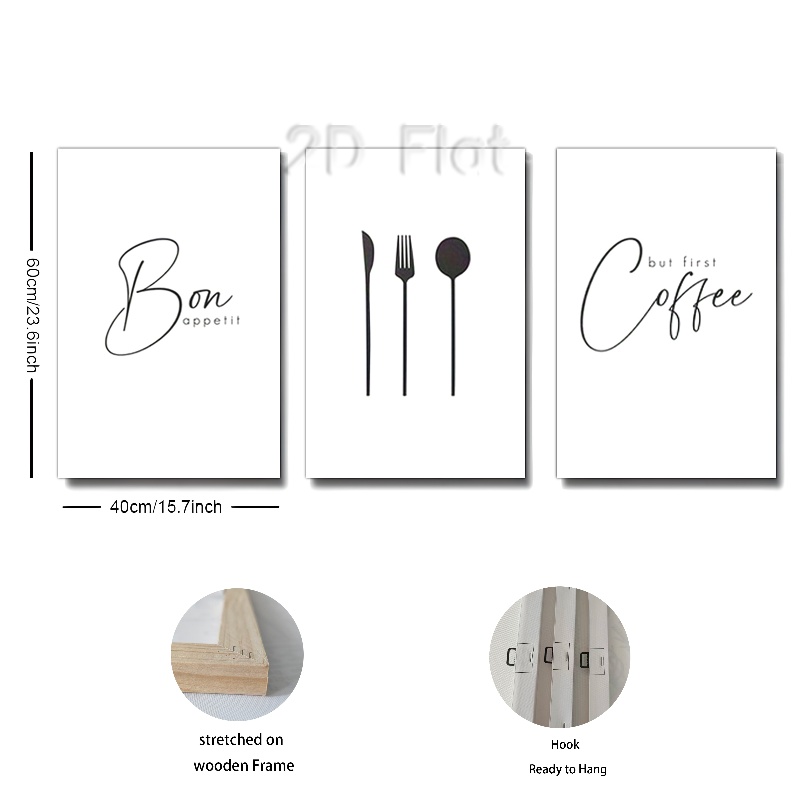 2D Flat
60cm/23.6inch
Bon
appetit
but first
Coffee
40cm/15.7inch
stretched on
wooden Frame
Hook
Ready to Hang